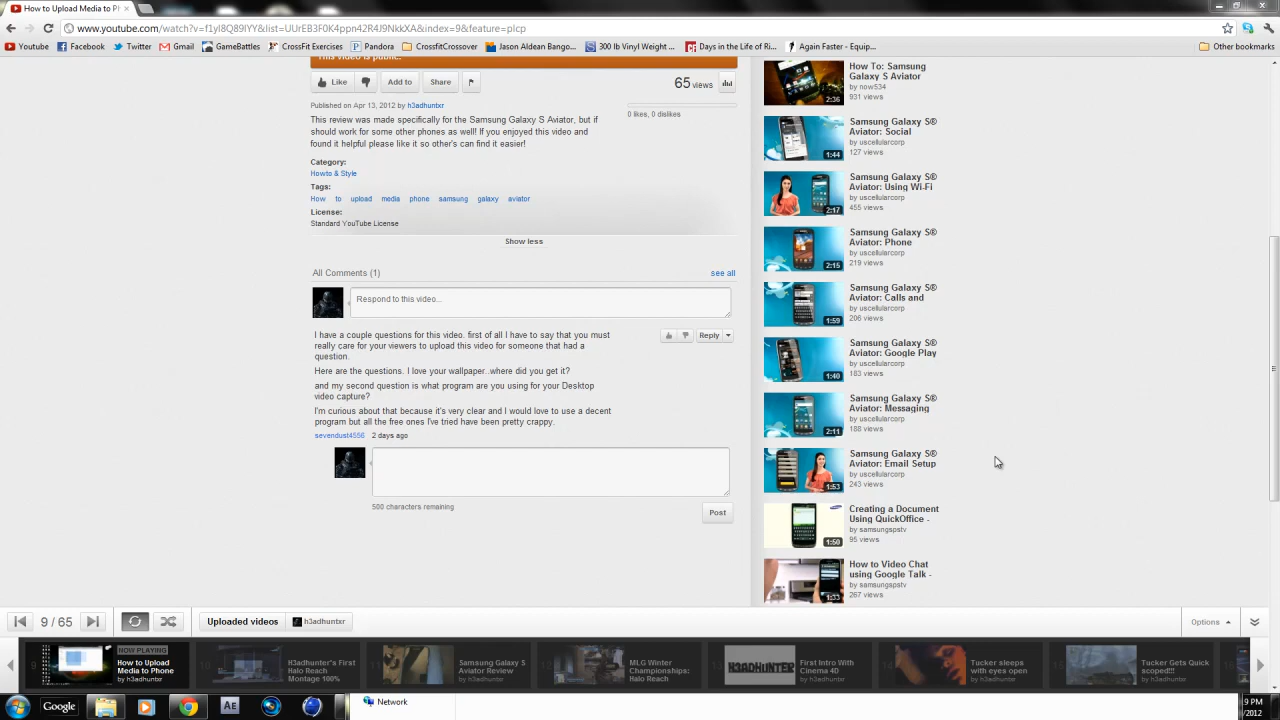 How to Upload Media to Ph
www.youtube.com/watch?v=f1yI8Q89IYY&list=UUrEB3F0K4ppn42R4J9NkkXA&index=9&feature=plcp
Youtube Facebook Twitter Gmail GameBattles CrossFit Exercises Pandora CrossfitCrossover Jason Aldean Bango... 300 lb Vinyl Weight ... Days in the Life of Ri... Again Faster - Equip... Other bookmarks
This video is public.
Like Add to Share 65 views
Published on Apr 13, 2012 by h3adhuntxr
0 likes, 0 dislikes
This review was made specifically for the Samsung Galaxy S Aviator, but if
should work for some other phones as well! If you enjoyed this video and
found it helpful please like it so other's can find it easier!
Category:
Howto & Style
Tags:
How to upload media phone samsung galaxy aviator
License:
Standard YouTube License
Show less
All Comments (1) see all
Respond to this video...
I have a couple questions for this video. first of all I have to say that you must
really care for your viewers to upload this video for someone that had a
question.
Reply
Here are the questions. I love your wallpaper..where did you get it?
and my second question is what program are you using for your Desktop
video capture?
I'm curious about that because it's very clear and I would love to use a decent
program but all the free ones I've tried have been pretty crappy.
sevendust4556 2 days ago
500 characters remaining
Post
How To: Samsung
Galaxy S Aviator
by now534
931 views
2:36
Samsung Galaxy S®
Aviator: Social
by uscellularcorp
127 views
1:44
Samsung Galaxy S®
Aviator: Using Wi-Fi
by uscellularcorp
455 views
2:17
Samsung Galaxy S®
Aviator: Phone
by uscellularcorp
219 views
2:15
Samsung Galaxy S®
Aviator: Calls and
by uscellularcorp
206 views
1:59
Samsung Galaxy S®
Aviator: Google Play
by uscellularcorp
183 views
1:40
Samsung Galaxy S®
Aviator: Messaging
by uscellularcorp
188 views
2:11
Samsung Galaxy S®
Aviator: Email Setup
by uscellularcorp
243 views
1:53
Creating a Document
Using QuickOffice -
by samsungspstv
95 views
1:50
How to Video Chat
using Google Talk -
by samsungspstv
267 views
1:33
9 / 65 Uploaded videos h3adhuntxr Options
9
NOW PLAYING
How to Upload
Media to Phone
by h3adhuntxr
10
H3adhunter's First
Halo Reach
Montage 100%
11
Samsung Galaxy S
Aviator Review
by h3adhuntxr
12
MLG Winter
Championships:
Halo Reach
H3ADHUNTER
First Intro With
Cinema 4D
by h3adhuntxr
14
Tucker sleeps
with eyes open
by h3adhuntxr
15
Tucker Gets Quick
scoped!!!
by h3adhuntxr
Google AE Network
9 PM
/2012